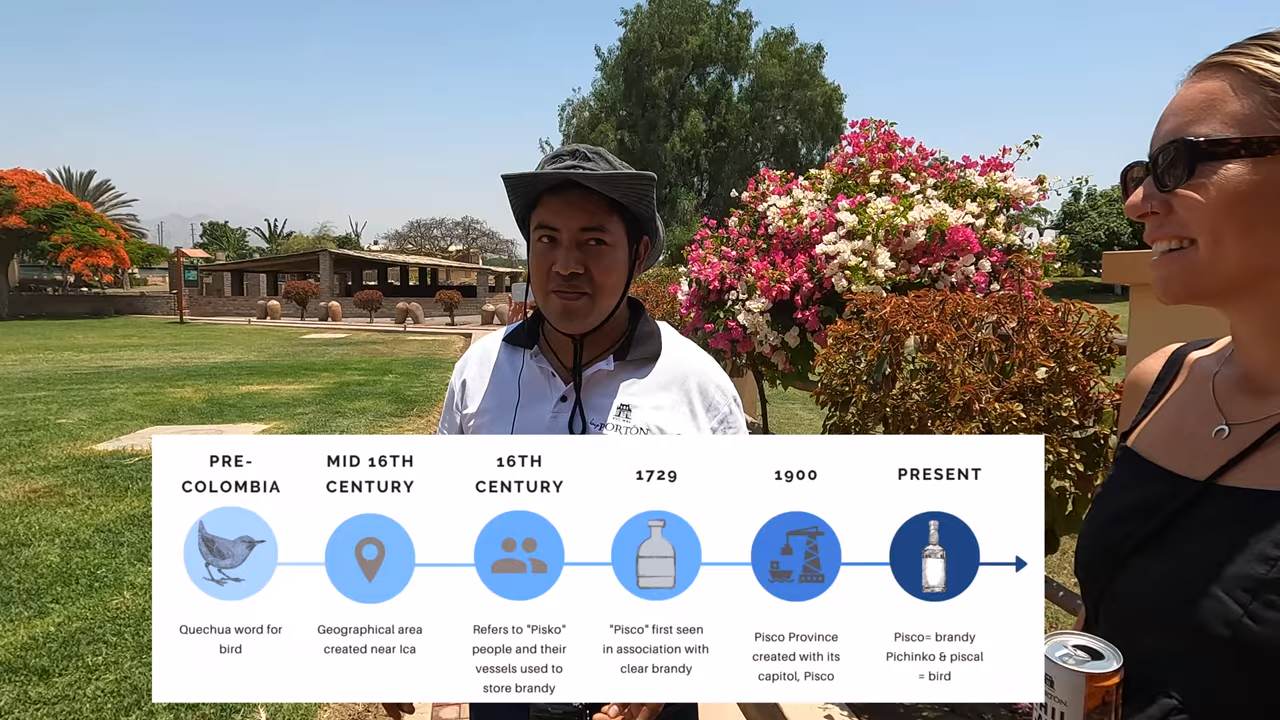 PORTÓN
PRE-
COLOMBIA
Quechua word for
bird
MID 16TH
CENTURY
Geographical area
created near Ica
16TH
CENTURY
Refers to "Pisko"
people and their
vessels used to
store brandy
1729
"Pisco" first seen
in association with
clear brandy
1900
Pisco Province
created with its
capitol, Pisco
PRESENT
Pisco= brandy
Pichinko & piscal
= bird